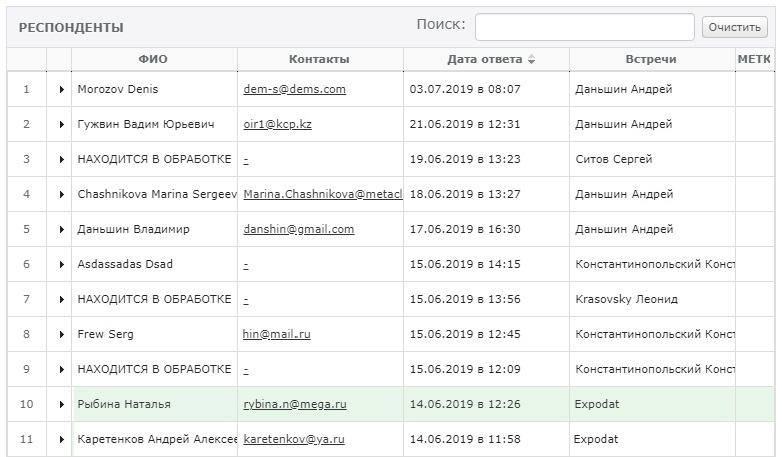 РЕСПОНДЕНТЫ Поиск: Очистить
ФИО Контакты Дата ответа Встречи МЕТК
1 Morozov Denis dem-s@dems.com 03.07.2019 в 08:07 Даньшин Андрей
2 Гужвин Вадим Юрьевич oir1@kcp.kz 21.06.2019 в 12:31 Даньшин Андрей
3 НАХОДИТСЯ В ОБРАБОТКЕ - 19.06.2019 в 13:23 Ситов Сергей
4 Chashnikova Marina Sergeev Marina.Chashnikova@metacl 18.06.2019 в 13:27 Даньшин Андрей
5 Даньшин Владимир danshin@gmail.com 17.06.2019 в 16:30 Даньшин Андрей
6 Asdassadas Dsad - 15.06.2019 в 14:15 Константинопольский Конст
7 НАХОДИТСЯ В ОБРАБОТКЕ - 15.06.2019 в 13:56 Krasovsky Леонид
8 Frew Serg hin@mail.ru 15.06.2019 в 12:45 Константинопольский Конст
9 НАХОДИТСЯ В ОБРАБОТКЕ - 15.06.2019 в 12:09 Константинопольский Конст
10 Рыбина Наталья rybina.n@mega.ru 14.06.2019 в 12:26 Expodat
11 Каретенков Андрей Алексее karetenkov@ya.ru 14.06.2019 в 11:58 Expodat